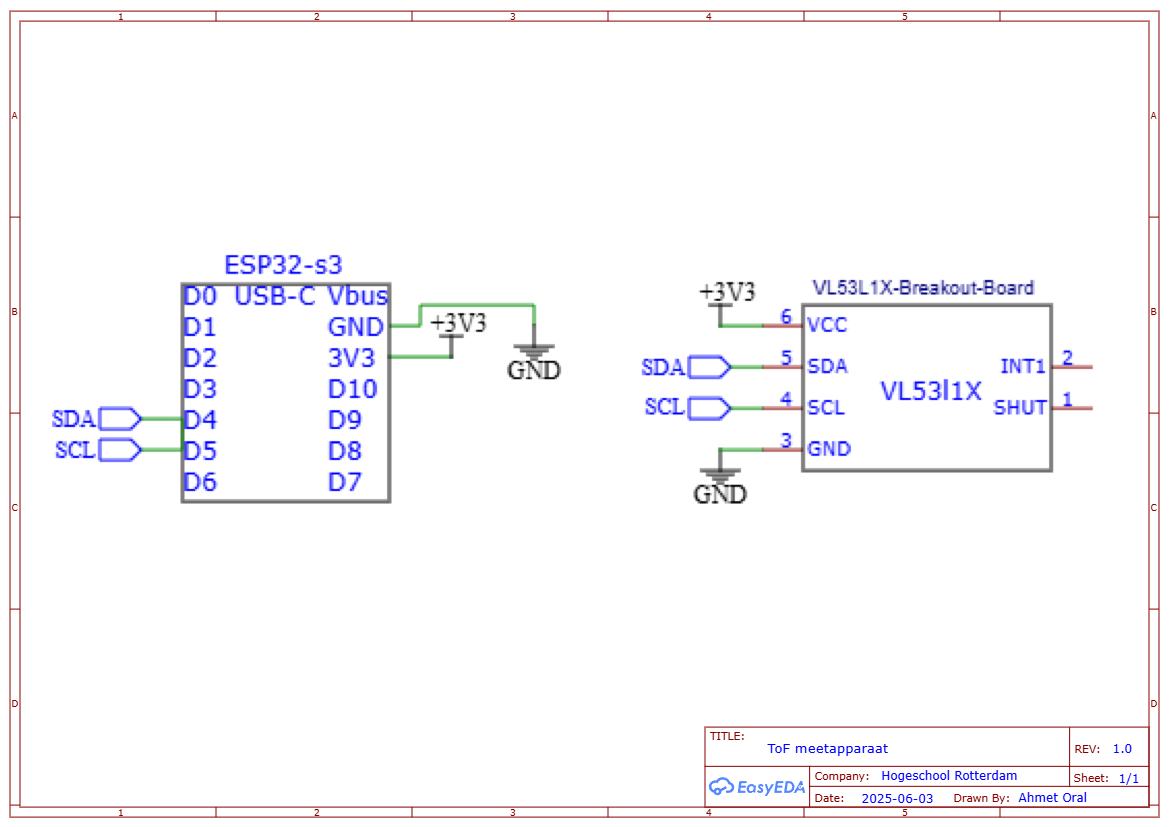 1 2 3 4 5
A A
B B
C C
D D
1 2 3 4 5
ESP32-s3
D0 USB-C Vbus
D1 GND
D2 3V3
D3 D10
D4 D9
D5 D8
D6 D7
SDA
SCL
+3V3
GND
VL53L1X-Breakout-Board
+3V3
6 VCC
SDA 5 SDA INT1 2
VL53l1X
SCL 4 SCL SHUT 1
3 GND
GND
TITLE:
ToF meetapparaat
REV: 1.0
EasyEDA
Company: Hogeschool Rotterdam
Sheet: 1/1
Date: 2025-06-03 Drawn By: Ahmet Oral